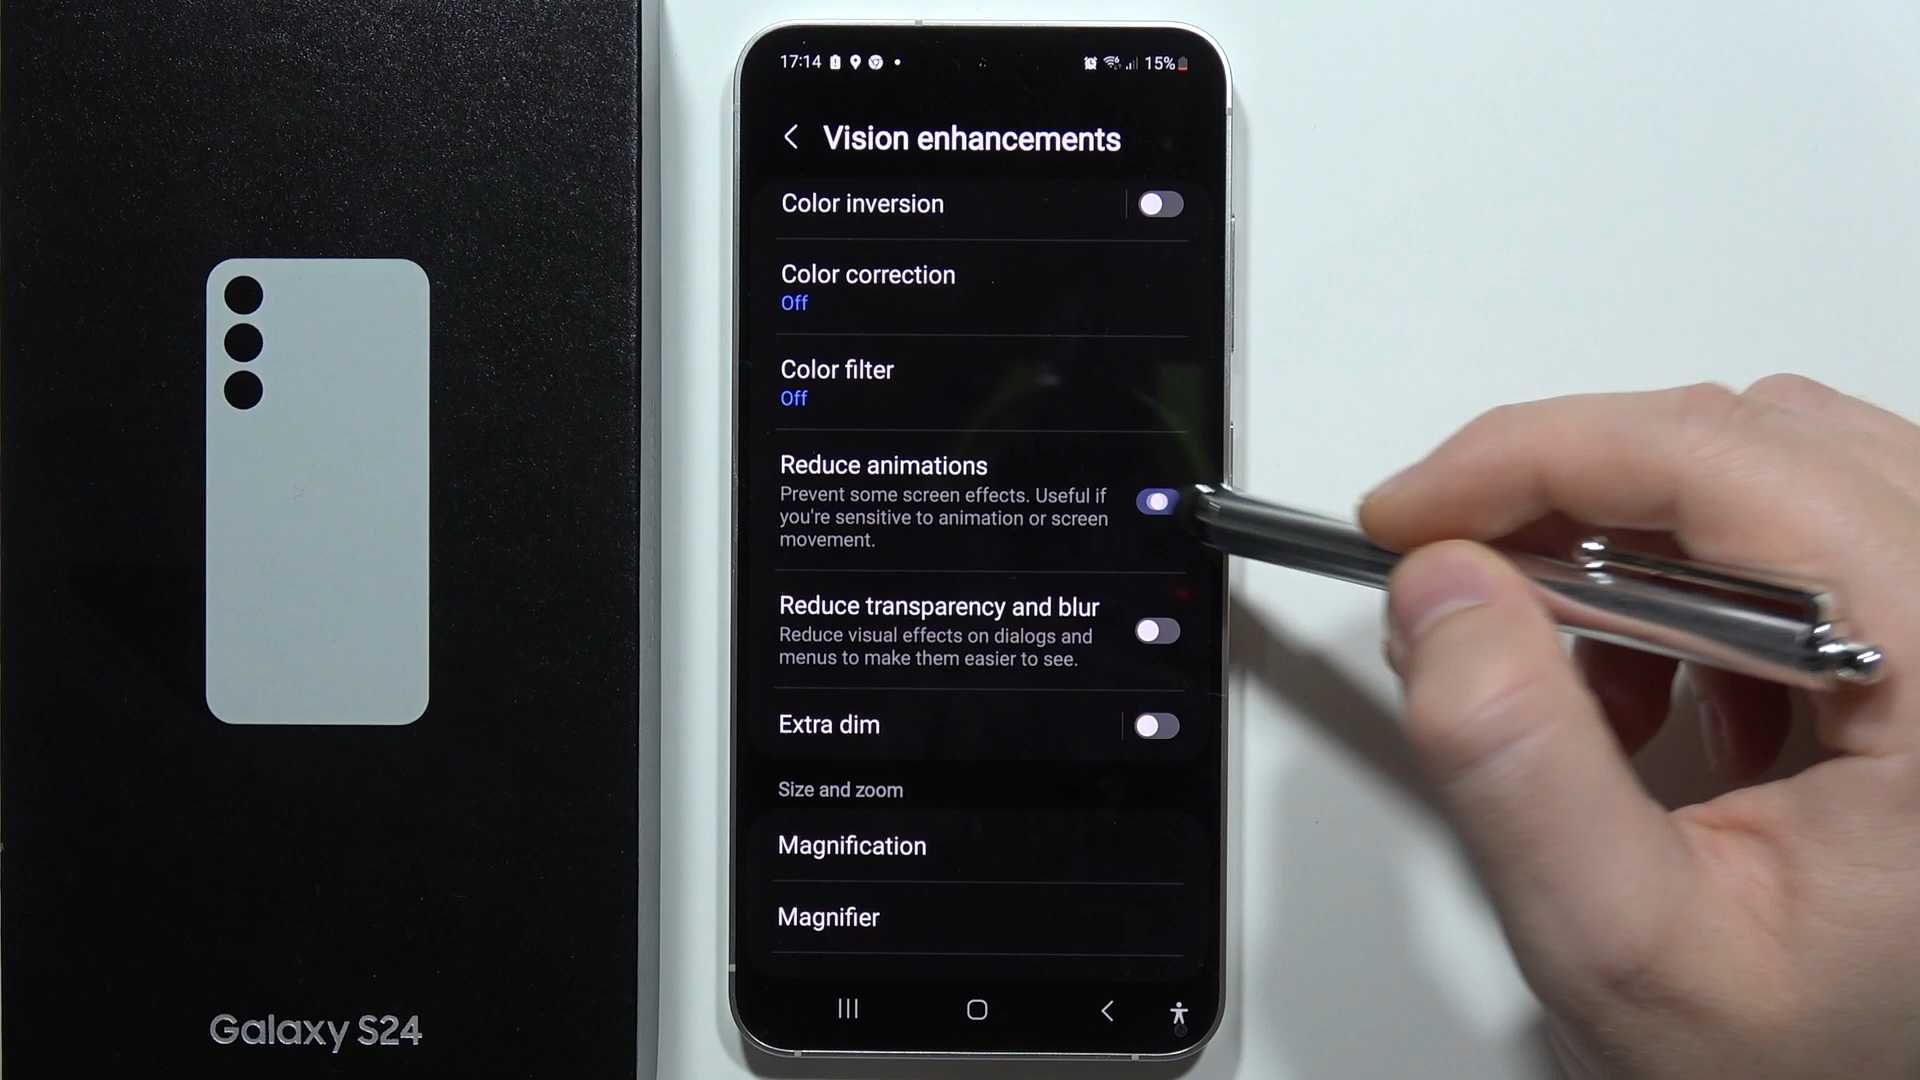 17:14
15%
Vision enhancements
Color inversion
Color correction
Off
Color filter
Off
Reduce animations
Prevent some screen effects. Useful if
you're sensitive to animation or screen
movement.
Reduce transparency and blur
Reduce visual effects on dialogs and
menus to make them easier to see.
Extra dim
Size and zoom
Magnification
Magnifier
Galaxy S24